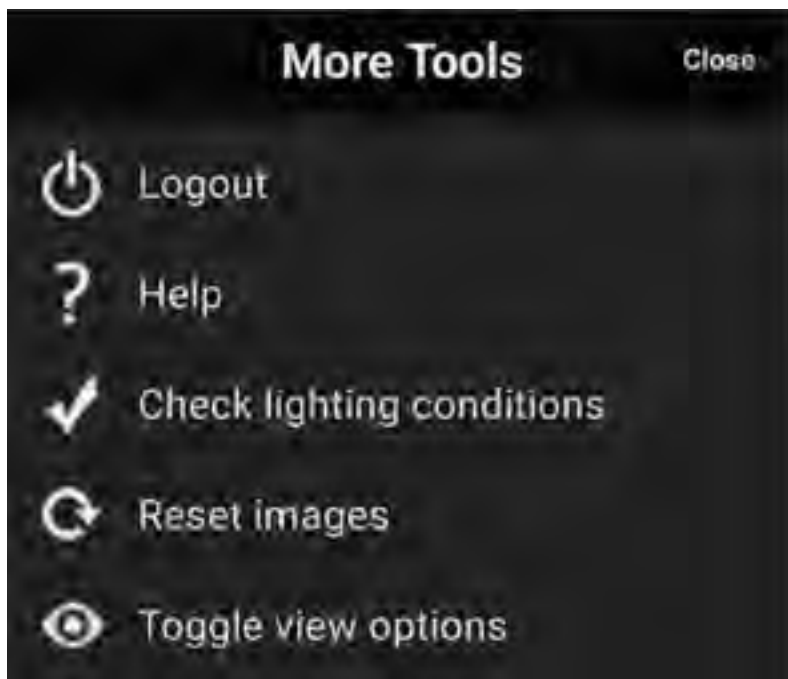 More Tools
Close
Logout
Help
Check lighting conditions
Reset images
Toggle view options